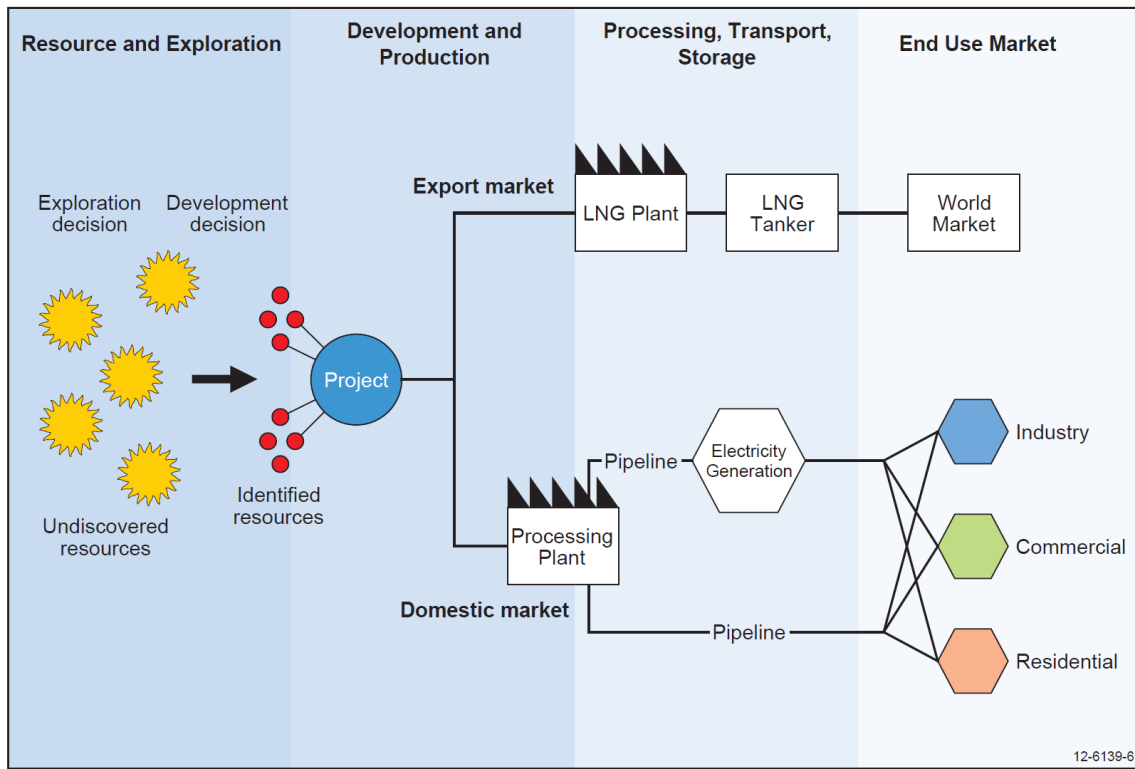 Resource and Exploration
Development and
Production
Processing, Transport,
Storage
End Use Market
Exploration
decision
Development
decision
Undiscovered
resources
Identified
resources
Project
Export market
LNG Plant
LNG
Tanker
World
Market
Domestic market
Processing
Plant
Pipeline
Electricity
Generation
Pipeline
Industry
Commercial
Residential
12-6139-6